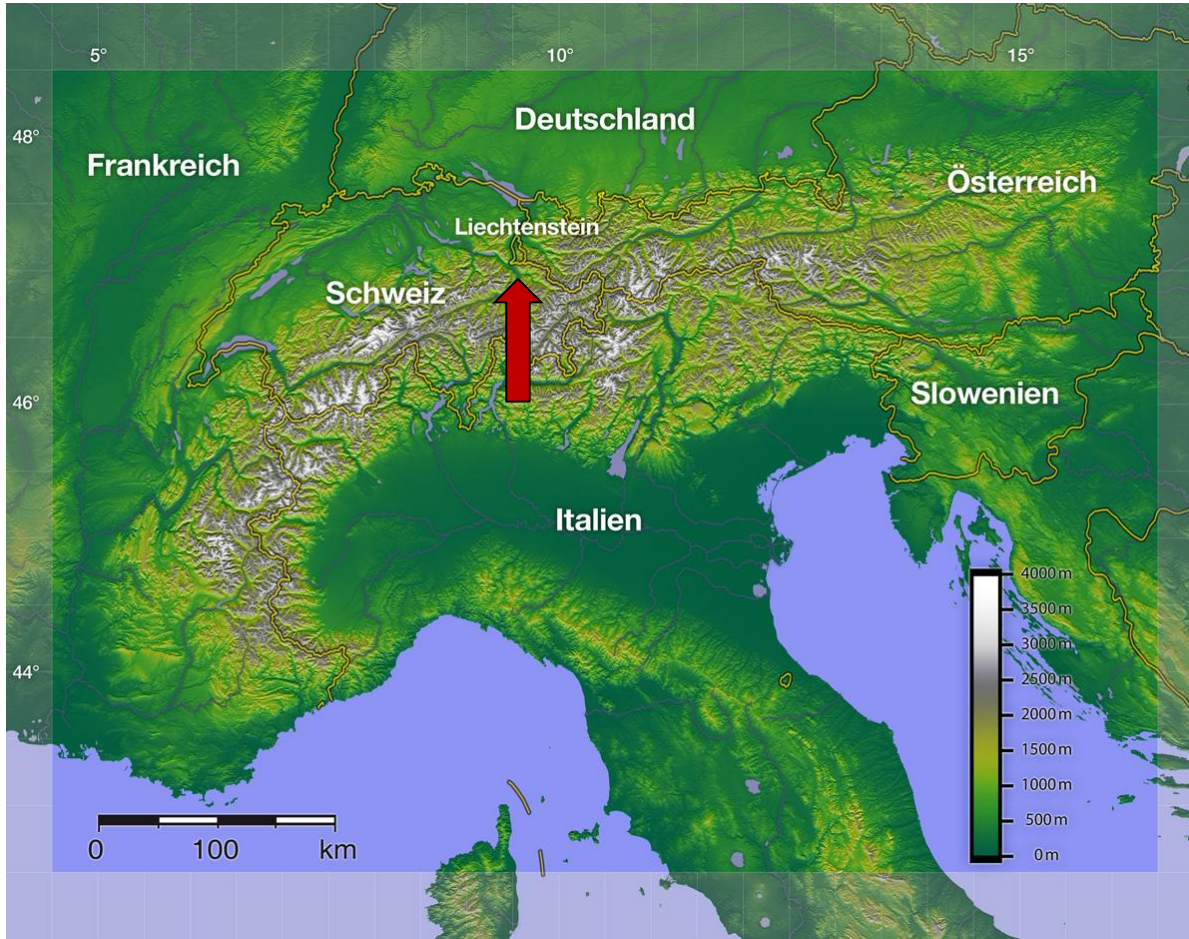 5°
10°
15°
48°
Deutschland
Frankreich
Österreich
Liechtenstein
Schweiz
46°
Slowenien
Italien
4000 m
3500 m
3000 m
2500 m
2000 m
1500 m
1000 m
500 m
0 m
44°
0 100 km